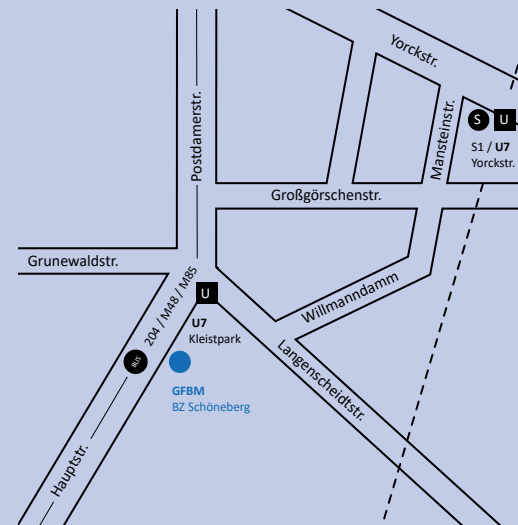 Yorckstr.
Postdamerstr.
Mansteinstr.
S U
S1 / U7
Yorckstr.
Großgörschenstr.
Grunewaldstr.
204 / M48 / M85
U
Willmanndamm
U7
Kleistpark
BUS
Langenscheidtstr.
GFBM
BZ Schöneberg
Hauptstr.